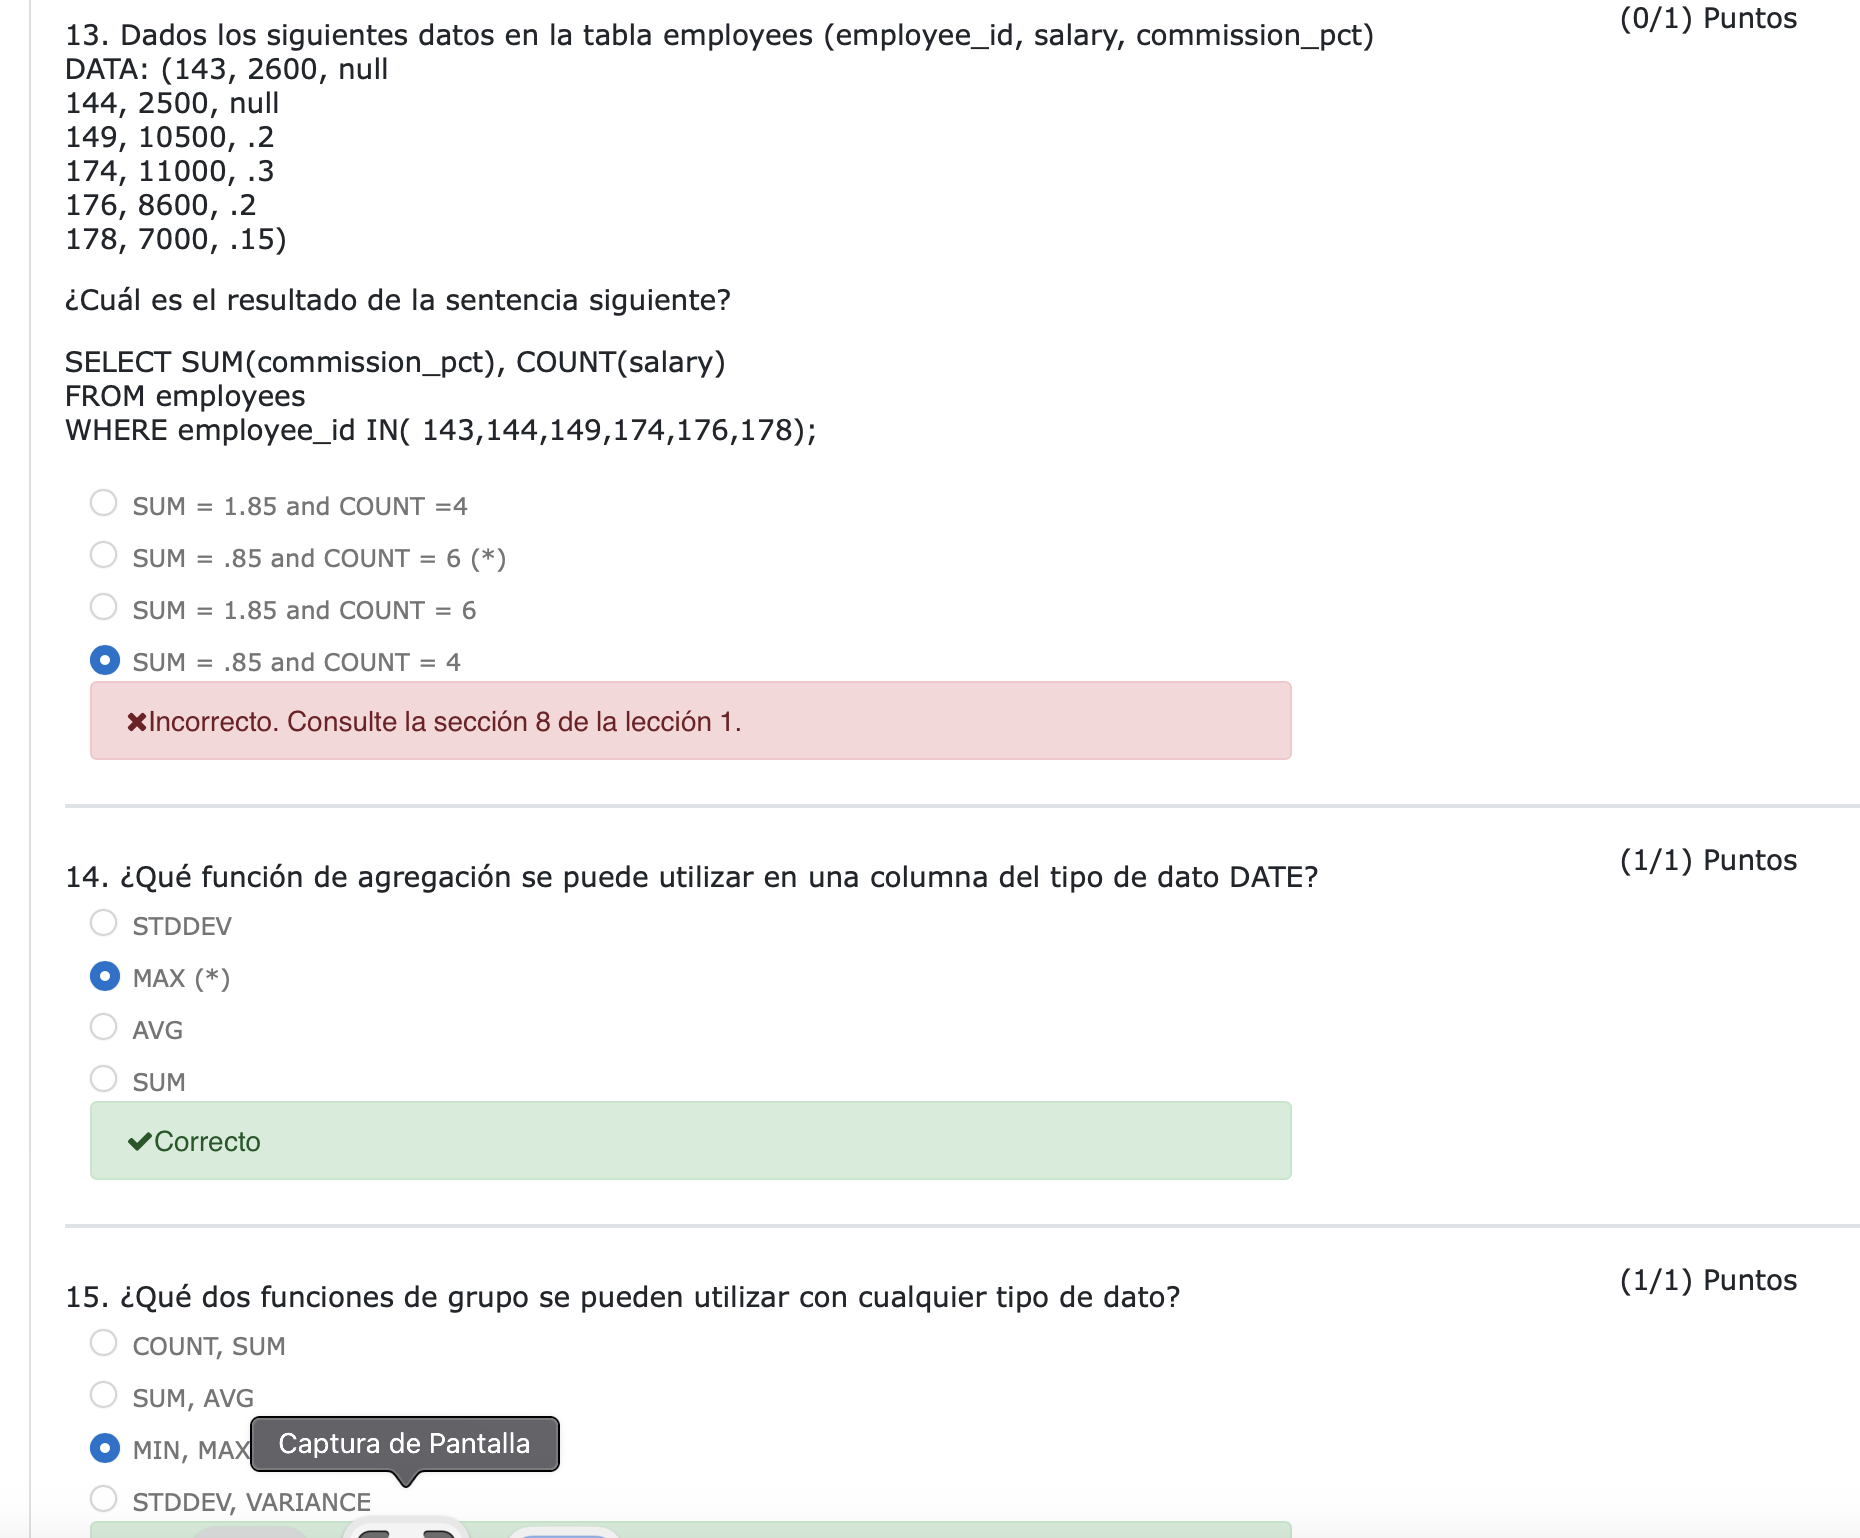 (0/1) Puntos
13. Dados los siguientes datos en la tabla employees (employee_id, salary, commission_pct)
DATA: (143, 2600, null
144, 2500, null
149, 10500, .2
174, 11000, .3
176, 8600, .2
178, 7000, .15)
¿Cuál es el resultado de la sentencia siguiente?
SELECT SUM(commission_pct), COUNT(salary)
FROM employees
WHERE employee_id IN( 143,144,149,174,176,178);
SUM = 1.85 and COUNT =4
SUM = .85 and COUNT = 6 (*)
SUM = 1.85 and COUNT = 6
SUM = .85 and COUNT = 4
Incorrecto. Consulte la sección 8 de la lección 1.
(1/1) Puntos
14. ¿Qué función de agregación se puede utilizar en una columna del tipo de dato DATE?
STDDEV
MAX (*)
AVG
SUM
Correcto
(1/1) Puntos
15. ¿Qué dos funciones de grupo se pueden utilizar con cualquier tipo de dato?
COUNT, SUM
SUM, AVG
MIN, MAX
Captura de Pantalla
STDDEV, VARIANCE